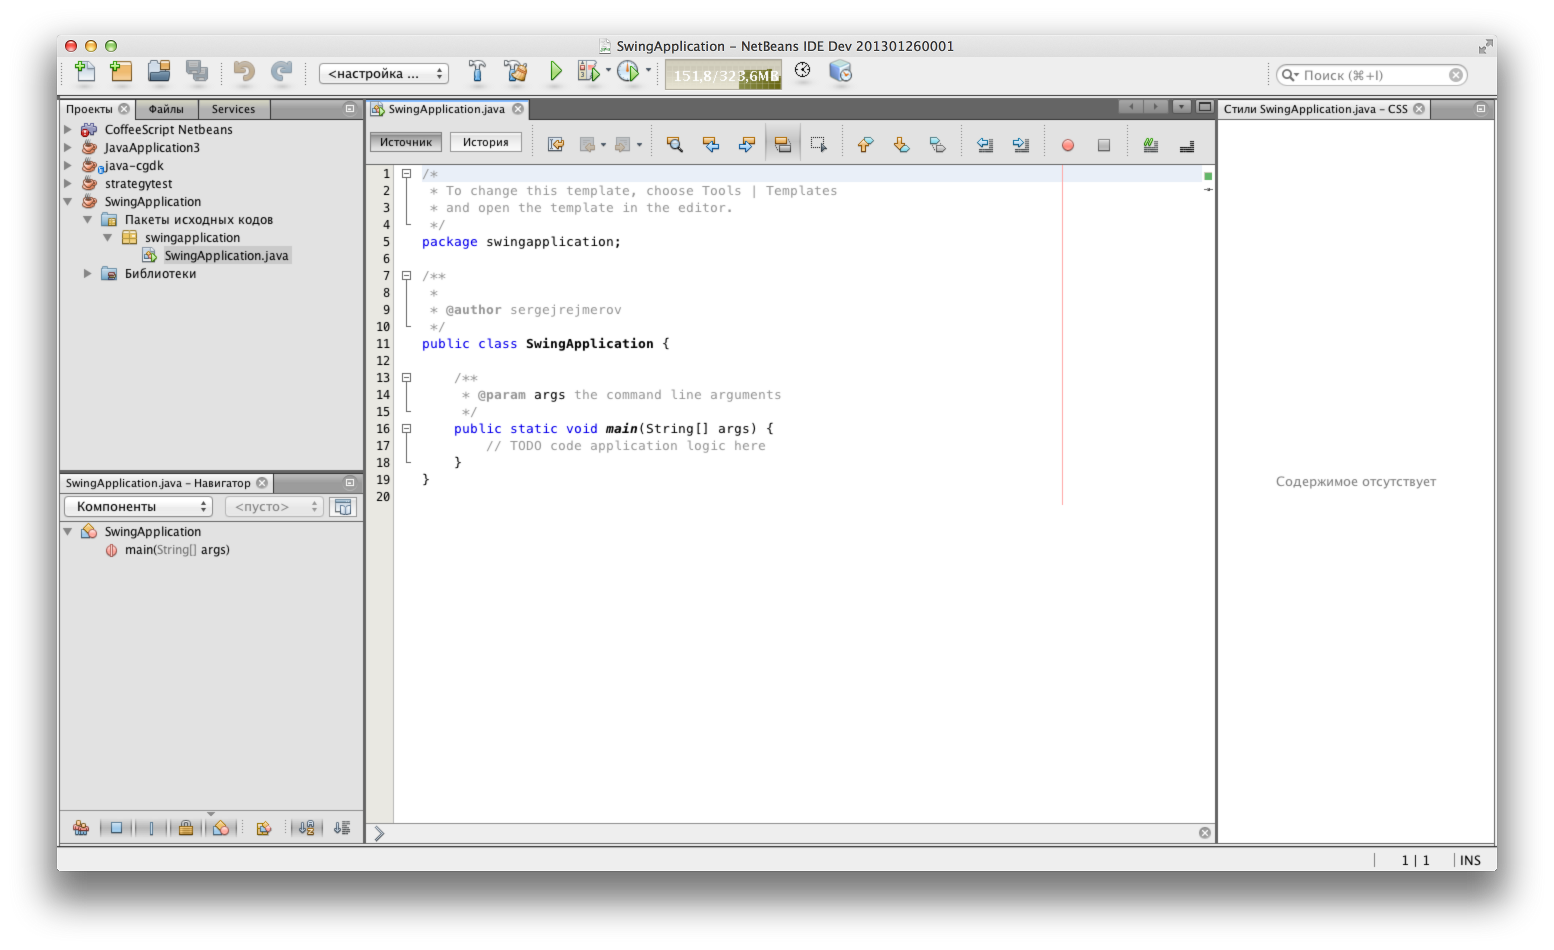 SwingApplication – NetBeans IDE Dev 201301260001
<настройка ...
151,8/323,6MB
Поиск (⌘+I)
Проекты
Файлы
Services
CoffeeScript Netbeans
JavaApplication3
java-cgdk
strategytest
SwingApplication
Пакеты исходных кодов
swingapplication
SwingApplication.java
Библиотеки
SwingApplication.java – Навигатор
Компоненты
<пусто>
SwingApplication
main(String[] args)
SwingApplication.java
Источник
История
1 /*
2  * To change this template, choose Tools | Templates
3  * and open the template in the editor.
4  */
5 package swingapplication;
6
7 /**
8  *
9  * @author sergejrejmerov
10  */
11 public class SwingApplication {
12
13     /**
14      * @param args the command line arguments
15      */
16     public static void main(String[] args) {
17         // TODO code application logic here
18     }
19 }
20
Стили SwingApplication.java – CSS
Содержимое отсутствует
1 | 1
INS